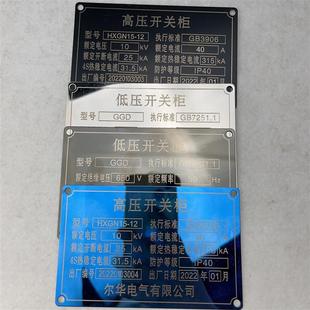 高压开关柜
型号 HXGN15-12 执行标准 GB3906
额定电压 10 kV 额定电流 40 A
额定开断电流 25 kA 额定热稳定电流 31.5 kA
4S热稳定电流 31.5 kA 防护等级 IP40
出厂编号 20220103003 出厂日期 2022 年 01 月
低压开关柜
型号 GGD 执行标准 GB7251.1
低压开关柜
型号 GGD 执行标准
额定绝缘电压 660 V 额定频率 Hz
高压开关柜
型号 HXGN15-12 执行标准
额定电压 10 kV 额定电流
额定开断电流 kA 额定热稳定电流 kA
4S热稳定电流 31.5 kA 防护等级 IP40
出厂编号 20220103004 出厂日期 2022 年 01 月
尔华电气有限公司